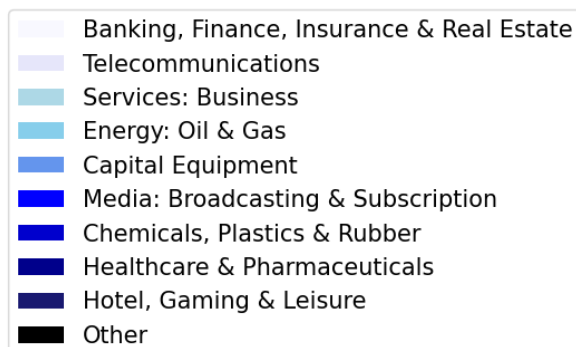 Banking, Finance, Insurance & Real Estate
Telecommunications
Services: Business
Energy: Oil & Gas
Capital Equipment
Media: Broadcasting & Subscription
Chemicals, Plastics & Rubber
Healthcare & Pharmaceuticals
Hotel, Gaming & Leisure
Other